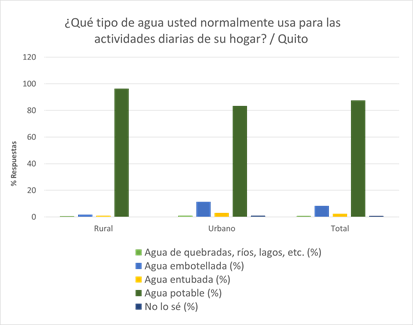 ¿Qué tipo de agua usted normalmente usa para las
actividades diarias de su hogar? / Quito
120
100
80
60
40
20
0
% Respuestas
Rural
Urbano
Total
Agua de quebradas, ríos, lagos, etc. (%)
Agua embotellada (%)
Agua entubada (%)
Agua potable (%)
No lo sé (%)